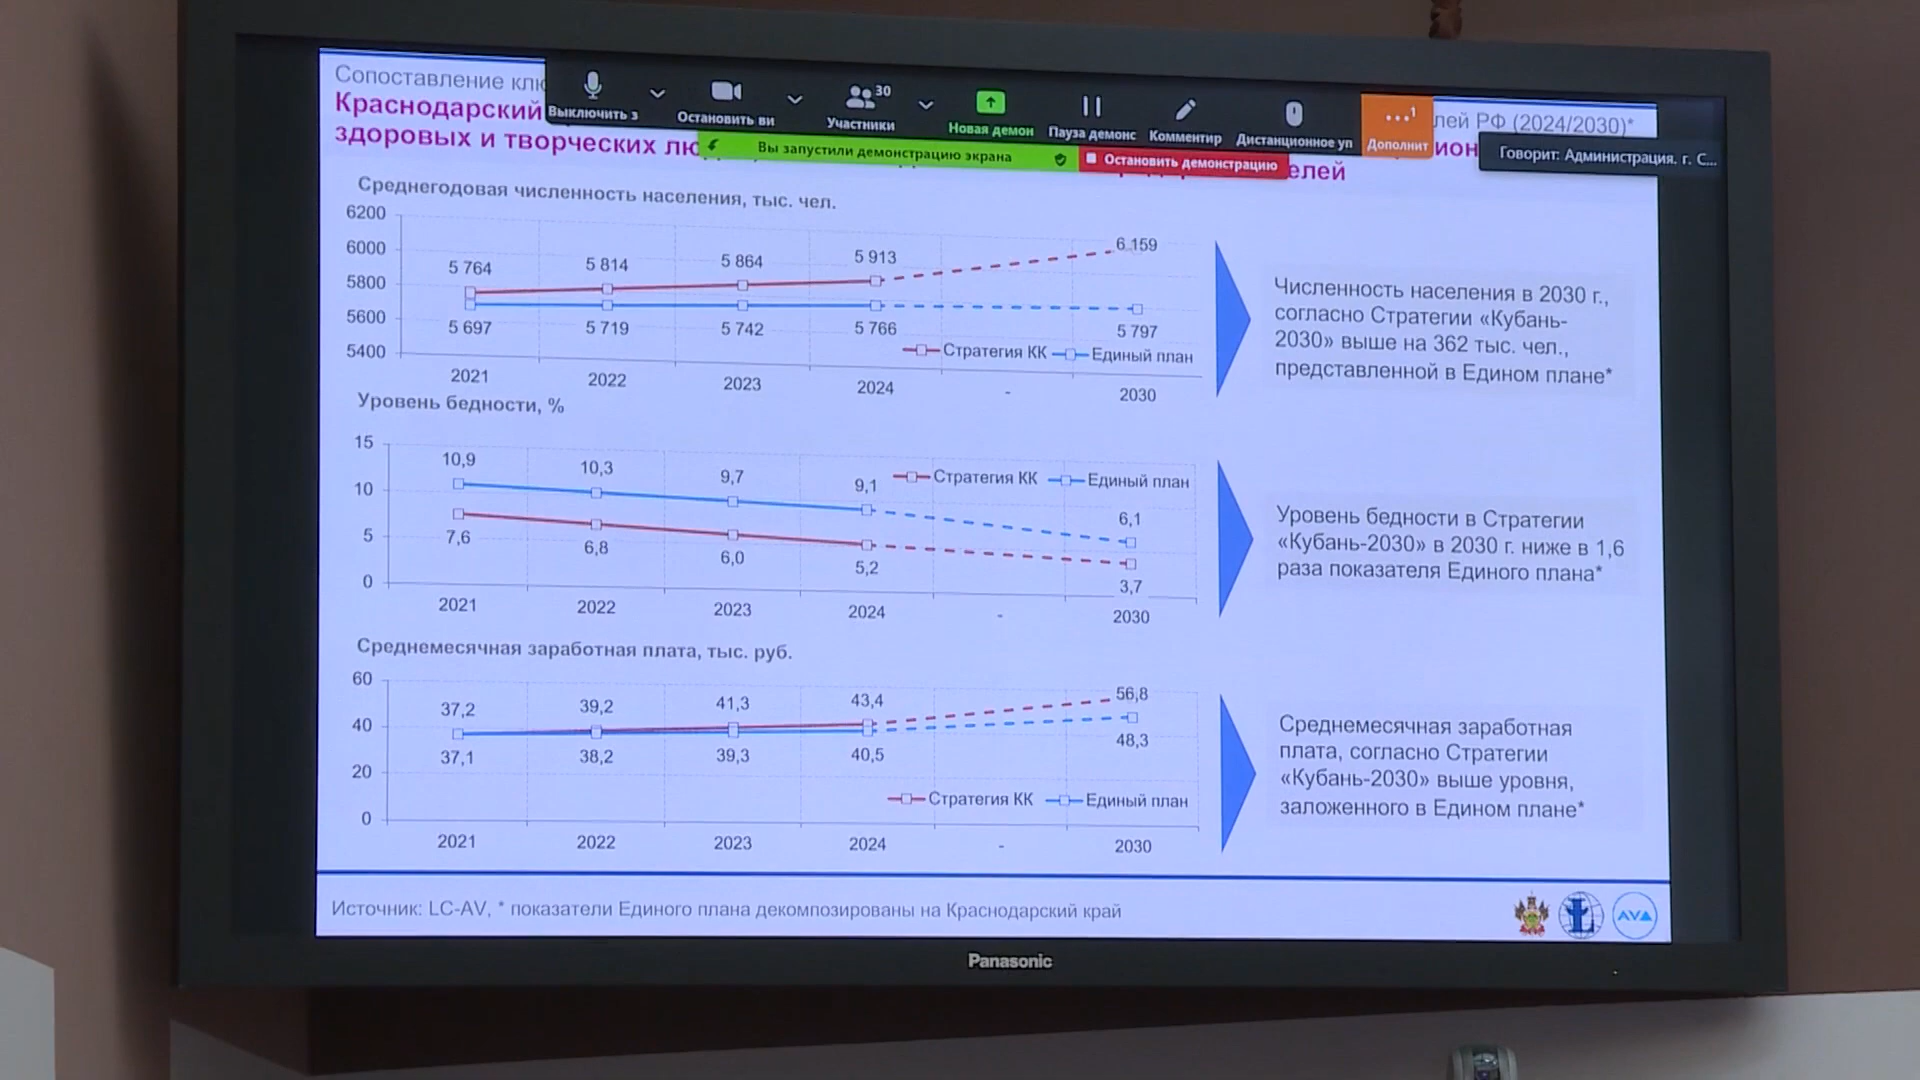 Сопоставление
лей РФ (2024/2030)*
Краснодарский
здоровых и творческих
Выключить з
Остановить ви
30
Участники
Новая демон
Пауза демонс
Комментир
Дистанционное уп
1
Дополнит
Вы запустили демонстрацию экрана
Остановить демонстрацию
Говорит: Администрация. г. С...
Среднегодовая численность населения, тыс. чел.
6200
6000
5800
5600
5400
5 764
5 814
5 864
5 913
6 159
5 697
5 719
5 742
5 766
5 797
Стратегия КК
Единый план
2021
2022
2023
2024
-
2030
Численность населения в 2030 г.,
согласно Стратегии «Кубань-
2030» выше на 362 тыс. чел.,
представленной в Едином плане*
Уровень бедности, %
15
10
5
0
10,9
10,3
9,7
9,1
6,1
7,6
6,8
6,0
5,2
3,7
Стратегия КК
Единый план
2021
2022
2023
2024
-
2030
Уровень бедности в Стратегии
«Кубань-2030» в 2030 г. ниже в 1,6
раза показателя Единого плана*
Среднемесячная заработная плата, тыс. руб.
60
40
20
0
37,2
39,2
41,3
43,4
56,8
37,1
38,2
39,3
40,5
48,3
Стратегия КК
Единый план
2021
2022
2023
2024
-
2030
Среднемесячная заработная
плата, согласно Стратегии
«Кубань-2030» выше уровня,
заложенного в Едином плане*
Источник: LC-AV, * показатели Единого плана декомпозированы на Краснодарский край
AVA
Panasonic